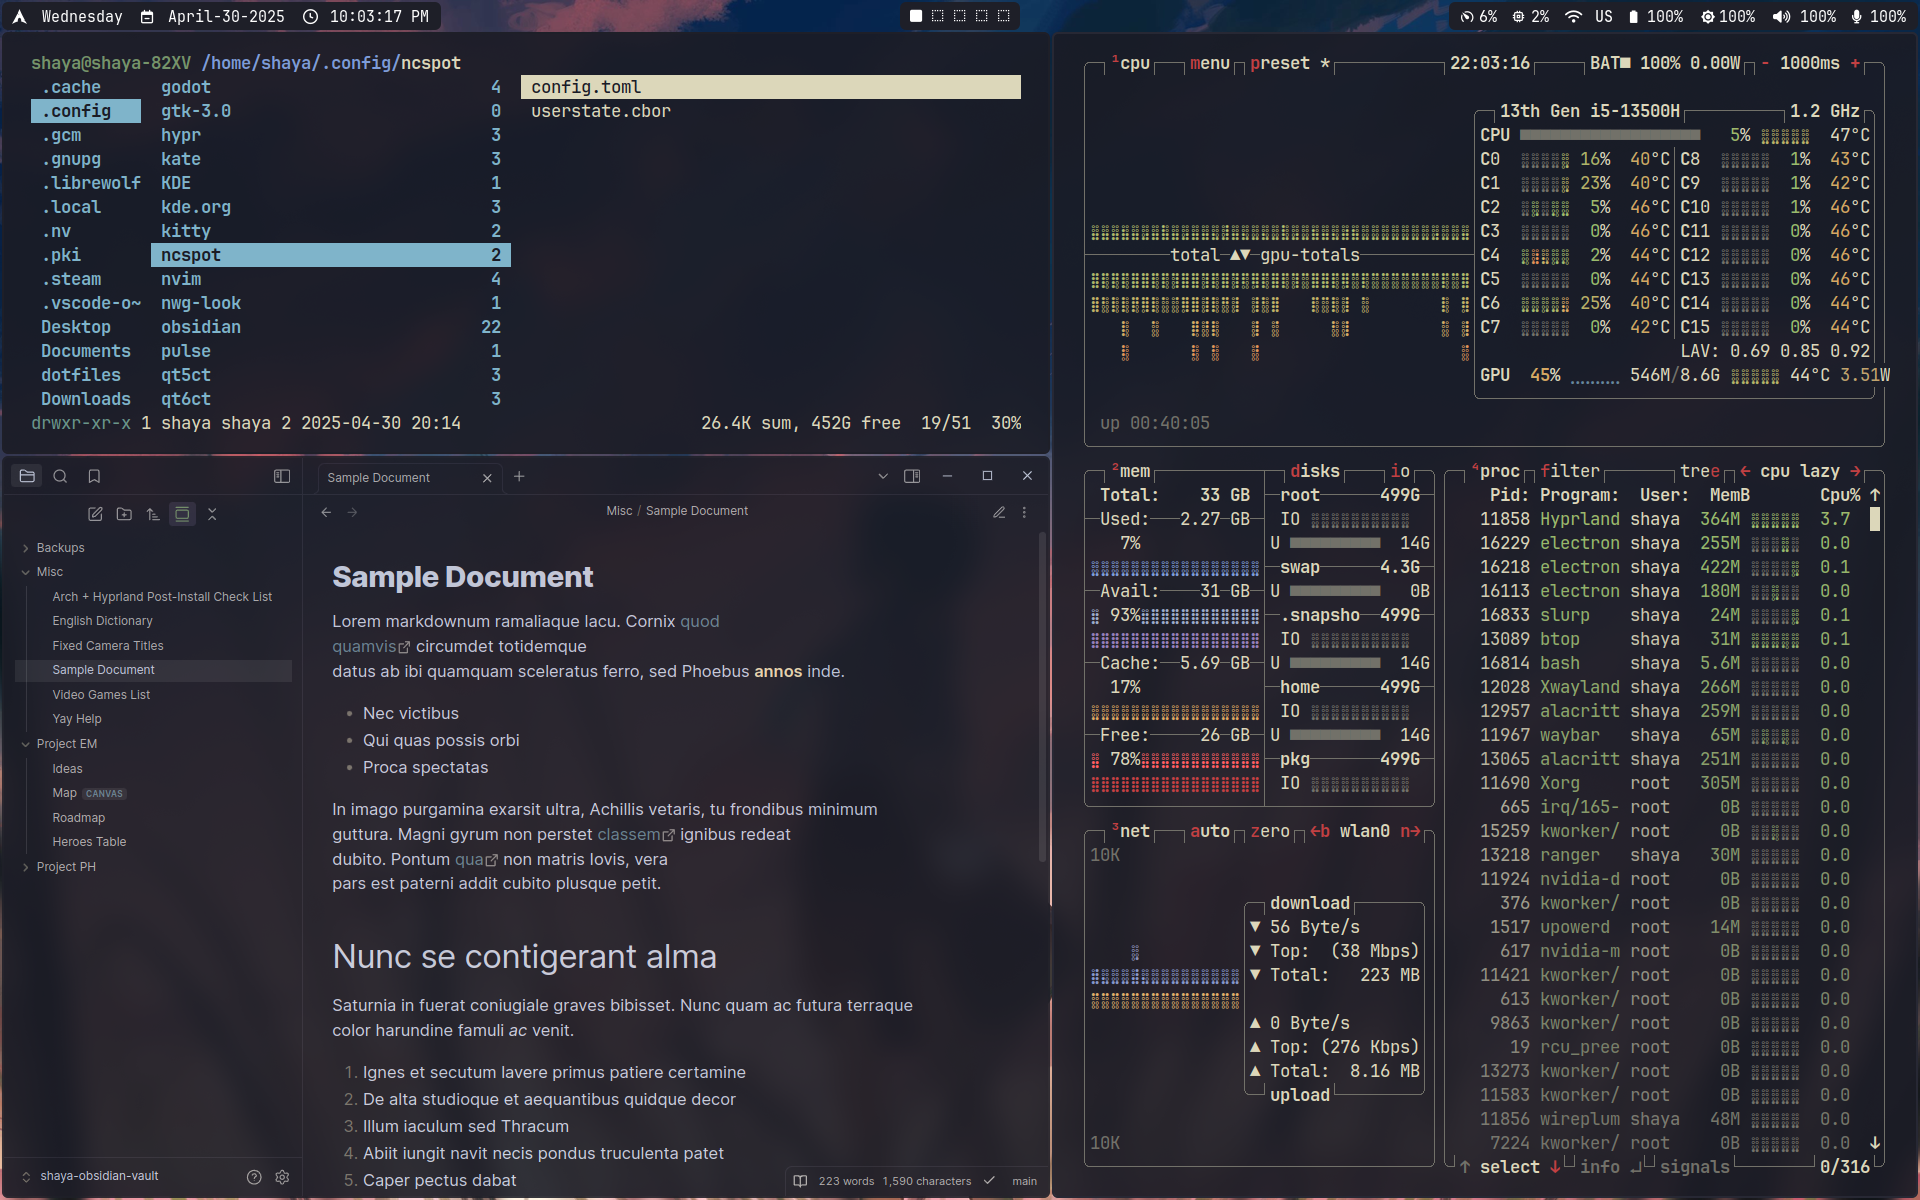 Wednesday April-30-2025 10:03:17 PM
6% 2% US 100% 100% 100% 100%
shaya@shaya-82XV /home/shaya/.config/ncspot
.cache godot 4 config.toml
.config gtk-3.0 0 userstate.cbor
.gcm hypr 3
.gnupg kate 3
.librewolf KDE 1
.local kde.org 3
.nv kitty 2
.pki ncspot 2
.steam nvim 4
.vscode-o~ nwg-look 1
Desktop obsidian 22
Documents pulse 1
dotfiles qt5ct 3
Downloads qt6ct 3
drwxr-xr-x 1 shaya shaya 2 2025-04-30 20:14 26.4K sum, 452G free 19/51 30%
Sample Document
Misc / Sample Document
Backups
Misc
Arch + Hyprland Post-Install Check List
English Dictionary
Fixed Camera Titles
Sample Document
Video Games List
Yay Help
Project EM
Ideas
Map CANVAS
Roadmap
Heroes Table
Project PH
shaya-obsidian-vault
Sample Document
Lorem markdownum ramaliaque lacu. Cornix quod
quamvis circumdet totidemque
datus ab ibi quamquam sceleratus ferro, sed Phoebus annos inde.
• Nec victibus
• Qui quas possis orbi
• Proca spectatas
In imago purgamina exarsit ultra, Achillis vetaris, tu frondibus minimum
guttura. Magni gyrum non perstet classem ignibus redeat
dubito. Pontum qua non matris Iovis, vera
pars est paterni addit cubito plusque petit.
Nunc se contigerant alma
Saturnia in fuerat coniugiale graves bibisset. Nunc quam ac futura terraque
color harundine famuli ac venit.
1. Ignes et secutum lavere primus patiere certamine
2. De alta studioque et aequantibus quidque decor
3. Illum iaculum sed Thracum
4. Abiit iungit navit necis pondus truculenta patet
5. Caper pectus dabat
223 words 1,590 characters main
¹cpu menu preset * 22:03:16 BAT■ 100% 0.00W - 1000ms +
13th Gen i5-13500H 1.2 GHz
CPU 5% 47°C
C0 16% 40°C C8 1% 43°C
C1 23% 40°C C9 1% 42°C
C2 5% 46°C C10 1% 46°C
C3 0% 46°C C11 0% 46°C
total ▲▼ gpu-totals
C4 2% 44°C C12 0% 46°C
C5 0% 44°C C13 0% 46°C
C6 25% 40°C C14 0% 44°C
C7 0% 42°C C15 0% 44°C
LAV: 0.69 0.85 0.92
GPU 45% 546M/8.6G 44°C 3.51W
up 00:40:05
²mem disks io
Total: 33 GB root 499G
Used: 2.27 GB IO
7% U 14G
swap 4.3G
Avail: 31 GB U 0B
93% .snapsho 499G
IO
Cache: 5.69 GB U 14G
17% home 499G
IO
Free: 26 GB U 14G
78% pkg 499G
IO
³net auto zero ←b wlan0 n→
10K
download
▼ 56 Byte/s
▼ Top: (38 Mbps)
▼ Total: 223 MB
▲ 0 Byte/s
▲ Top: (276 Kbps)
▲ Total: 8.16 MB
upload
10K
⁴proc filter tree ← cpu lazy →
Pid: Program: User: MemB Cpu% ↑
11858 Hyprland shaya 364M 3.7
16229 electron shaya 255M 0.0
16218 electron shaya 422M 0.1
16113 electron shaya 180M 0.0
16833 slurp shaya 24M 0.1
13089 btop shaya 31M 0.1
16814 bash shaya 5.6M 0.0
12028 Xwayland shaya 266M 0.0
12957 alacritt shaya 259M 0.0
11967 waybar shaya 65M 0.0
13065 alacritt shaya 251M 0.0
11690 Xorg root 305M 0.0
665 irq/165- root 0B 0.0
15259 kworker/ root 0B 0.0
13218 ranger shaya 30M 0.0
11924 nvidia-d root 0B 0.0
376 kworker/ root 0B 0.0
1517 upowerd root 14M 0.0
617 nvidia-m root 0B 0.0
11421 kworker/ root 0B 0.0
613 kworker/ root 0B 0.0
9863 kworker/ root 0B 0.0
19 rcu_pree root 0B 0.0
13273 kworker/ root 0B 0.0
11583 kworker/ root 0B 0.0
11856 wireplum shaya 48M 0.0
7224 kworker/ root 0B 0.0 ↓
↑ select ↓ info ↵ signals 0/316